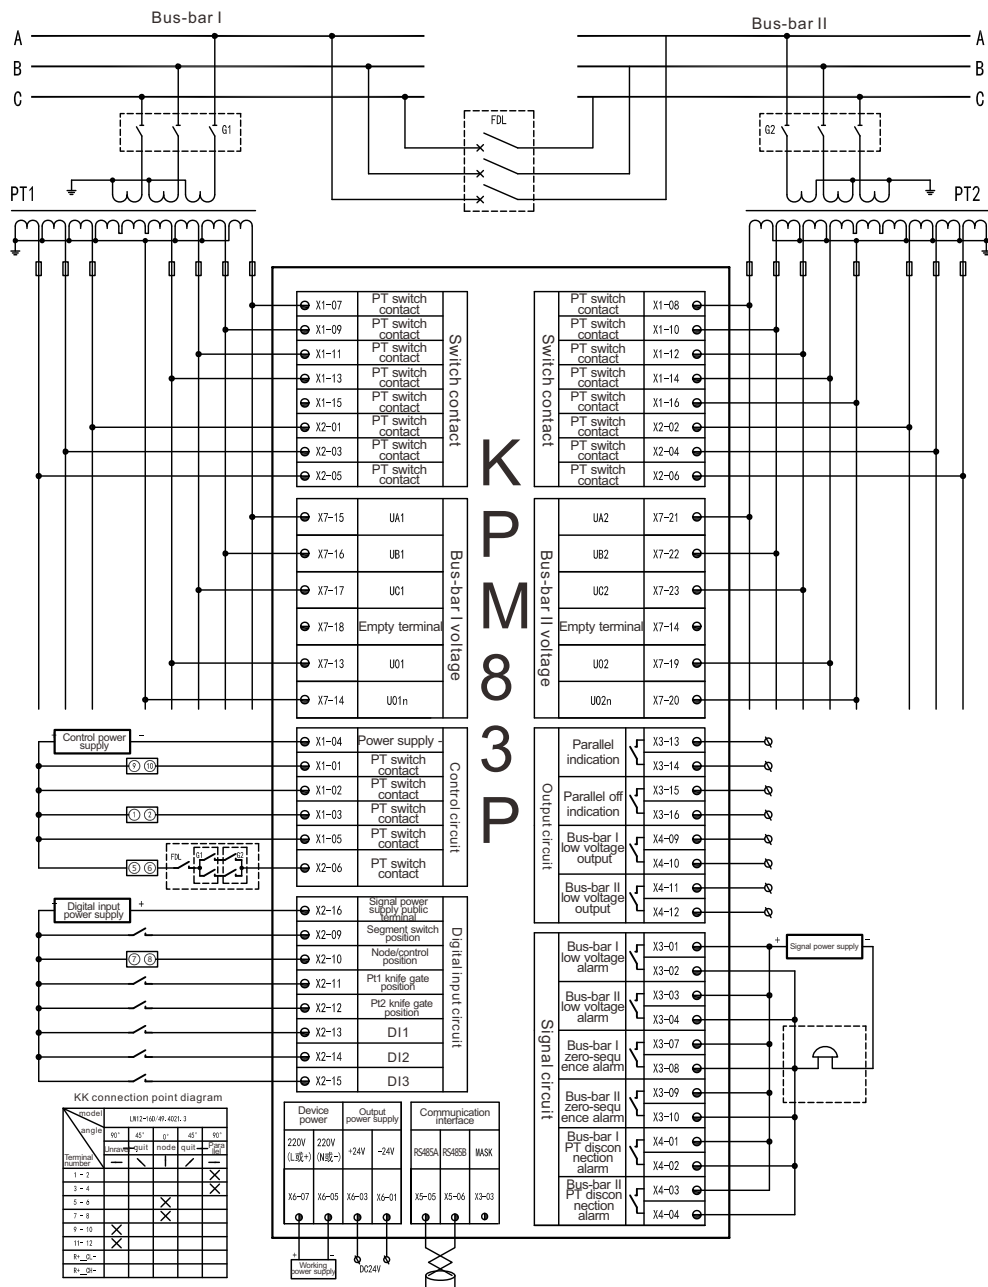 Bus-bar I
Bus-bar II
A
A
B
B
C
C
FDL
G1
G2
PT1
PT2
X1-07
PT switch
contact
X1-09
PT switch
contact
X1-11
PT switch
contact
X1-13
PT switch
contact
X1-15
PT switch
contact
X2-01
PT switch
contact
X2-03
PT switch
contact
X2-05
PT switch
contact
Switch contact
Switch contact
PT switch
contact
X1-08
PT switch
contact
X1-10
PT switch
contact
X1-12
PT switch
contact
X1-14
PT switch
contact
X1-16
PT switch
contact
X2-02
PT switch
contact
X2-04
PT switch
contact
X2-06
KPM83P
X7-15
UA1
X7-16
UB1
X7-17
UC1
X7-18
Empty terminal
X7-13
U01
X7-14
U01n
Bus-bar I voltage
Bus-bar II voltage
UA2
X7-21
UB2
X7-22
UC2
X7-23
Empty terminal
X7-14
U02
X7-19
U02n
X7-20
Control power
supply
-
⑨ ⑩
① ②
⑤ ⑥
FDL
G1
G2
X1-04
Power supply -
X1-01
PT switch
contact
X1-02
PT switch
contact
X1-03
PT switch
contact
X1-05
PT switch
contact
X2-06
PT switch
contact
Control circuit
Output circuit
Parallel
indication
X3-13
X3-14
Parallel off
indication
X3-15
X3-16
Bus-bar I
low voltage
output
X4-09
X4-10
Bus-bar II
low voltage
output
X4-11
X4-12
Digital input
power supply
- +
⑦ ⑧
X2-16
Signal power
supply public
terminal
X2-09
Segment switch
position
X2-10
Node/control
position
X2-11
Pt1 knife gate
position
X2-12
Pt2 knife gate
position
X2-13
DI1
X2-14
DI2
X2-15
DI3
Digital input circuit
Signal circuit
Bus-bar I
low voltage
alarm
X3-01
X3-02
Bus-bar II
low voltage
alarm
X3-03
X3-04
Bus-bar I
zero-sequ
ence alarm
X3-07
X3-08
Bus-bar II
zero-sequ
ence alarm
X3-09
X3-10
Bus-bar I
PT discon
nection
alarm
X4-01
X4-02
Bus-bar II
PT discon
nection
alarm
X4-03
X4-04
+ Signal power supply -
KK connection point diagram
model
LW12-16D/49.4021.3
angle
90° 45° 0° 45° 90°
Unravel quit node quit Para
llel
Terminal
number
1 - 2
3 - 4
5 - 6
7 - 8
9 - 10
11- 12
Device
power
Output
power supply
Communication
interface
220V
(L或+)
220V
(N或-)
+24V
-24V
RS485A
RS485B
MASK
X6-07
X6-05
X6-03
X6-01
X5-05
X5-06
X3-03
+ -
Working
power supply
DC24V